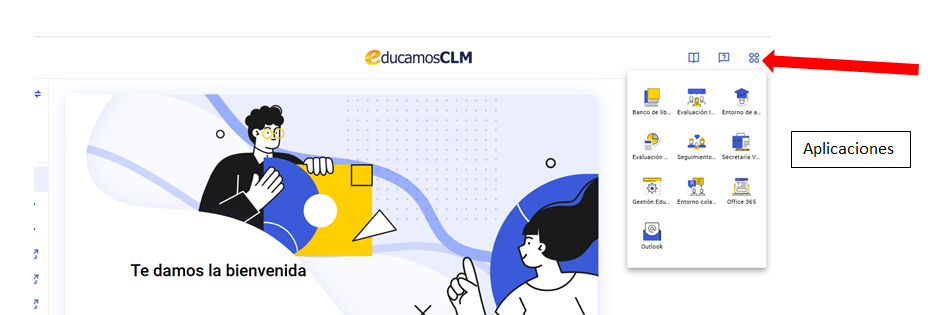 educamosCLM
Banco de lib... Evaluación I... Entorno de a...
Evaluación ... Seguimiento... Secretaría V...
Aplicaciones
Gestión Edu... Entorno cola... Office 365
Outlook
Te damos la bienvenida